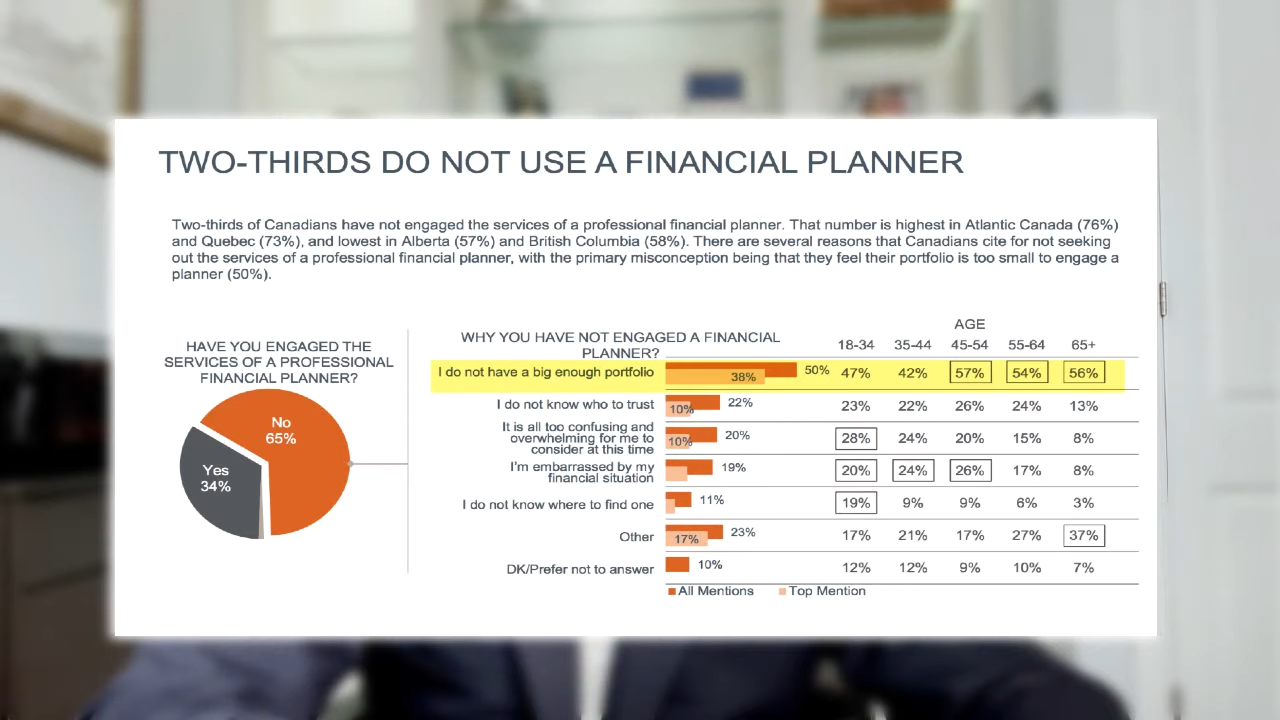 TWO-THIRDS DO NOT USE A FINANCIAL PLANNER
Two-thirds of Canadians have not engaged the services of a professional financial planner. That number is highest in Atlantic Canada (76%)
and Quebec (73%), and lowest in Alberta (57%) and British Columbia (58%). There are several reasons that Canadians cite for not seeking
out the services of a professional financial planner, with the primary misconception being that they feel their portfolio is too small to engage a
planner (50%).
HAVE YOU ENGAGED THE
SERVICES OF A PROFESSIONAL
FINANCIAL PLANNER?
No
65%
Yes
34%
WHY YOU HAVE NOT ENGAGED A FINANCIAL
PLANNER?
AGE
18-34 35-44 45-54 55-64 65+
I do not have a big enough portfolio 38% 50% 47% 42% 57% 54% 56%
I do not know who to trust 10% 22% 23% 22% 26% 24% 13%
It is all too confusing and
overwhelming for me to
consider at this time
10% 20% 28% 24% 20% 15% 8%
I'm embarrassed by my
financial situation
19% 20% 24% 26% 17% 8%
I do not know where to find one 11% 19% 9% 9% 6% 3%
Other 17% 23% 17% 21% 17% 27% 37%
DK/Prefer not to answer 10% 12% 12% 9% 10% 7%
All Mentions Top Mention